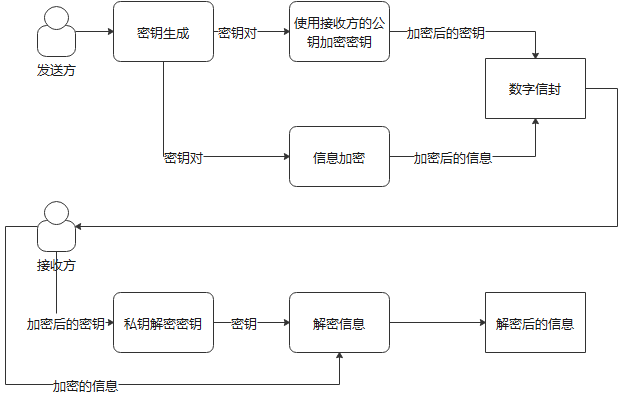 发送方
密钥生成
密钥对
使用接收方的公
钥加密密钥
加密后的密钥
数字信封
密钥对
信息加密
加密后的信息
接收方
加密后的密钥
私钥解密密钥
密钥
解密信息
解密后的信息
加密的信息